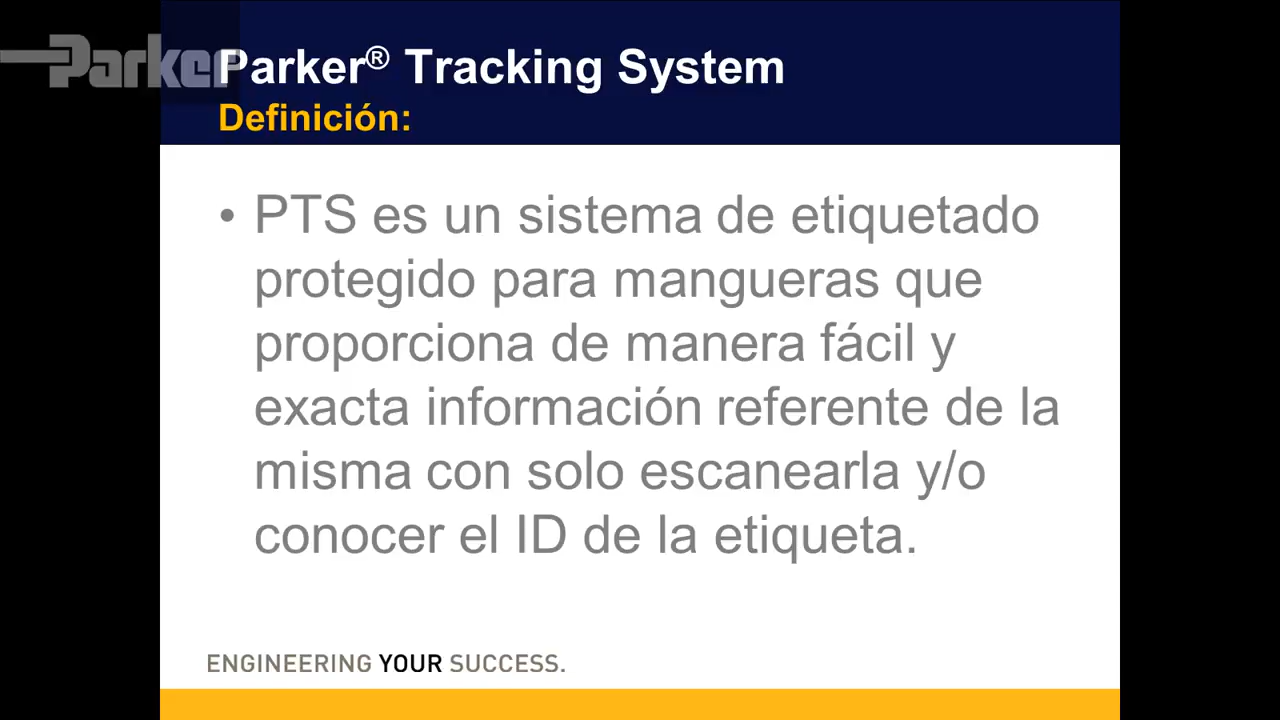 Parker
Parker® Tracking System
Definición:
• PTS es un sistema de etiquetado
protegido para mangueras que
proporciona de manera fácil y
exacta información referente de la
misma con solo escanearla y/o
conocer el ID de la etiqueta.
ENGINEERING YOUR SUCCESS.